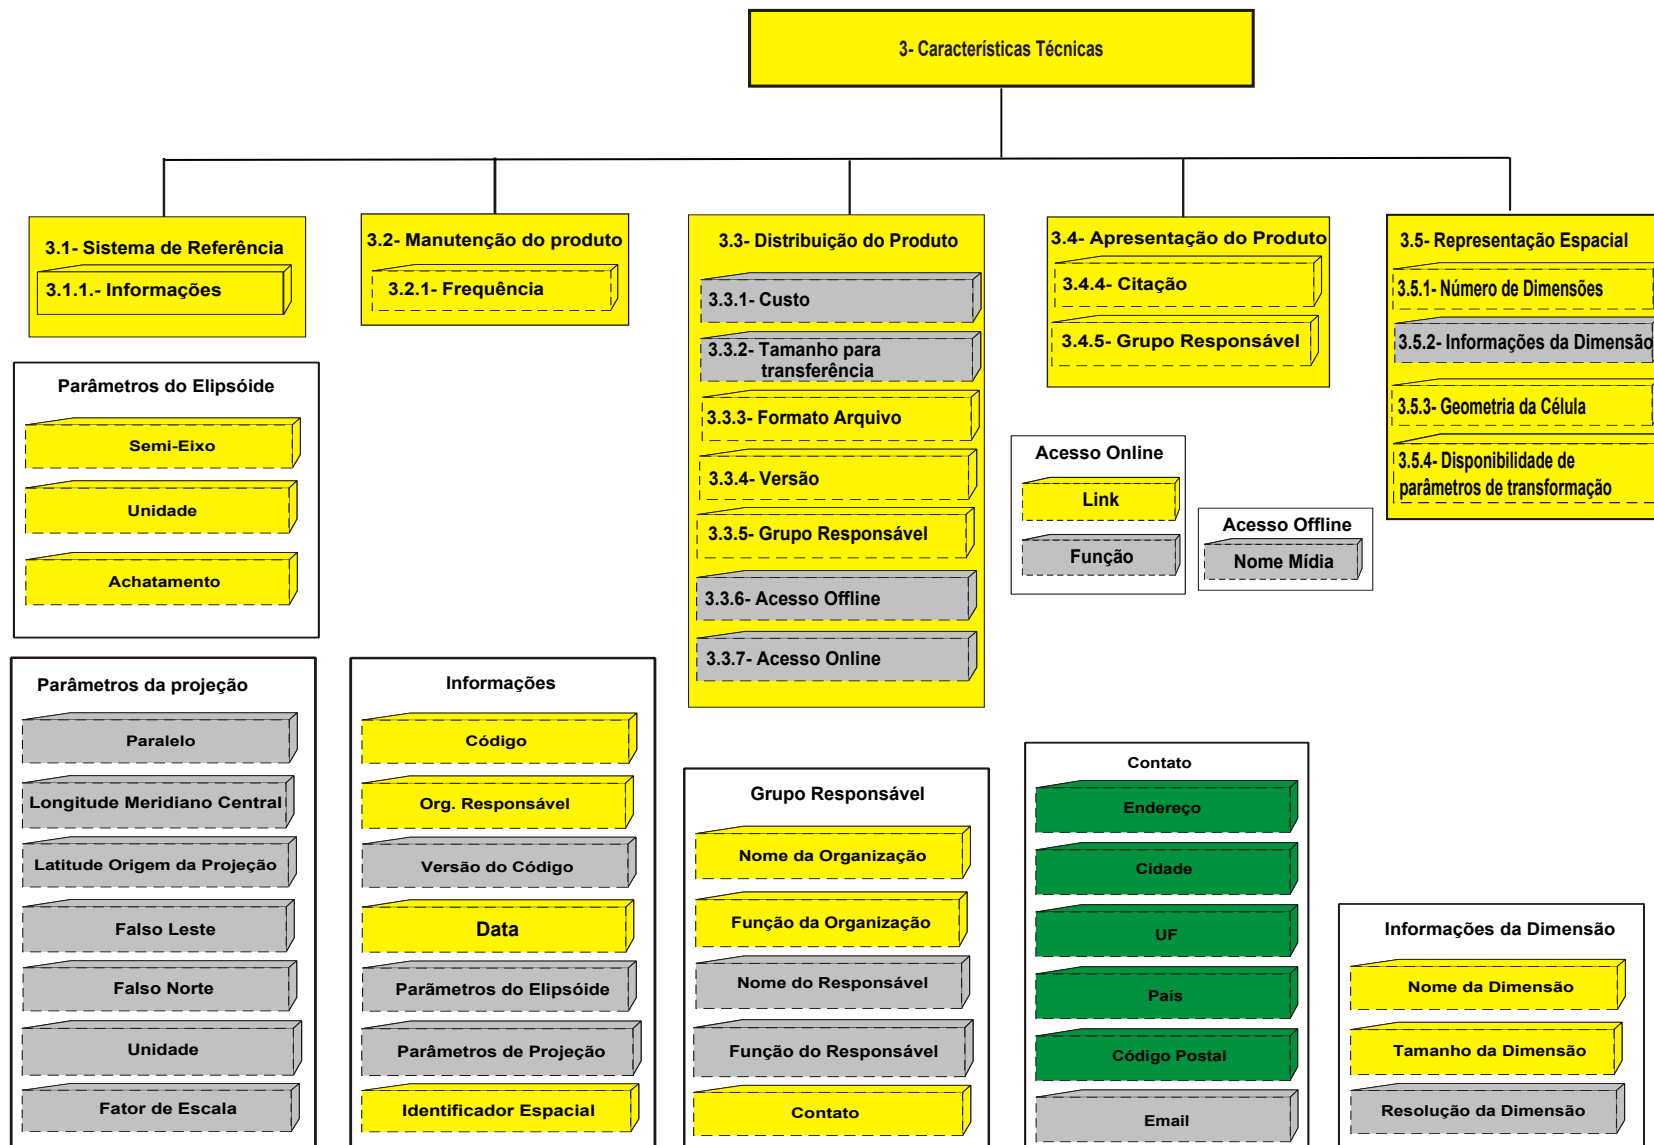 3- Características Técnicas
3.1- Sistema de Referência
3.1.1.- Informações
3.2- Manutenção do produto
3.2.1- Frequência
3.3- Distribuição do Produto
3.3.1- Custo
3.3.2- Tamanho para
transferência
3.3.3- Formato Arquivo
3.3.4- Versão
3.3.5- Grupo Responsável
3.3.6- Acesso Offline
3.3.7- Acesso Online
3.4- Apresentação do Produto
3.4.4- Citação
3.4.5- Grupo Responsável
3.5- Representação Espacial
3.5.1- Número de Dimensões
3.5.2- Informações da Dimensão
3.5.3- Geometria da Célula
3.5.4- Disponibilidade de
parâmetros de transformação
Parâmetros do Elipsóide
Semi-Eixo
Unidade
Achatamento
Acesso Online
Link
Função
Acesso Offline
Nome Mídia
Parâmetros da projeção
Paralelo
Longitude Meridiano Central
Latitude Origem da Projeção
Falso Leste
Falso Norte
Unidade
Fator de Escala
Informações
Código
Org. Responsável
Versão do Código
Data
Parãmetros do Elipsóide
Parâmetros de Projeção
Identificador Espacial
Grupo Responsável
Nome da Organização
Função da Organização
Nome do Responsável
Função do Responsável
Contato
Contato
Endereço
Cidade
UF
País
Código Postal
Email
Informações da Dimensão
Nome da Dimensão
Tamanho da Dimensão
Resolução da Dimensão